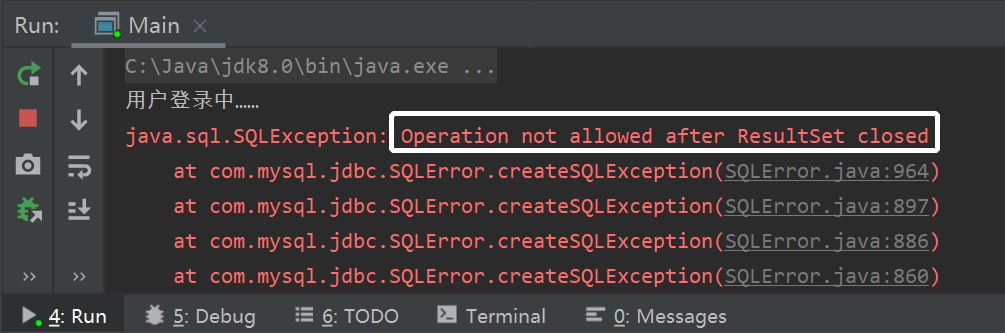 Run: Main
C:\Java\jdk8.0\bin\java.exe ...
用户登录中……
java.sql.SQLException: Operation not allowed after ResultSet closed
at com.mysql.jdbc.SQLError.createSQLException(SQLError.java:964)
at com.mysql.jdbc.SQLError.createSQLException(SQLError.java:897)
at com.mysql.jdbc.SQLError.createSQLException(SQLError.java:886)
at com.mysql.jdbc.SQLError.createSQLException(SQLError.java:860)
4: Run 5: Debug 6: TODO Terminal 0: Messages